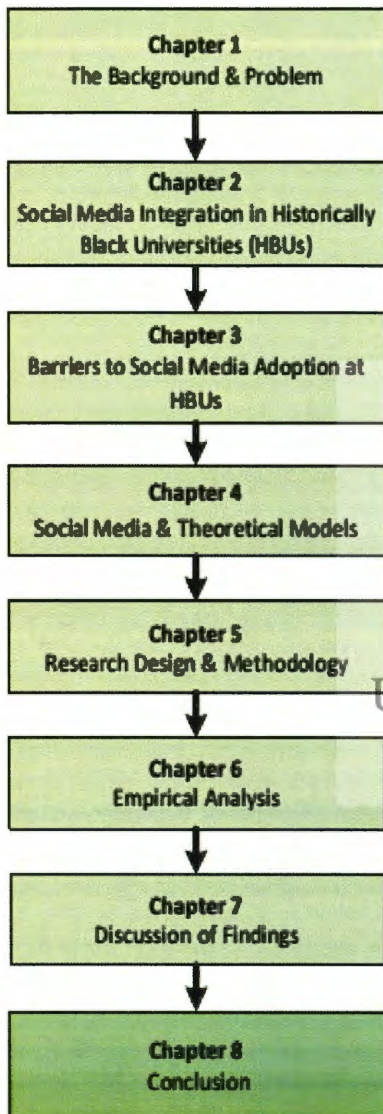 Chapter 1
The Background & Problem
Chapter 2
Social Media Integration in Historically
Black Universities (HBUs)
Chapter 3
Barriers to Social Media Adoption at
HBUs
Chapter 4
Social Media & Theoretical Models
Chapter 5
Research Design & Methodology
U
Chapter 6
Empirical Analysis
Chapter 7
Discussion of Findings
Chapter 8
Conclusion